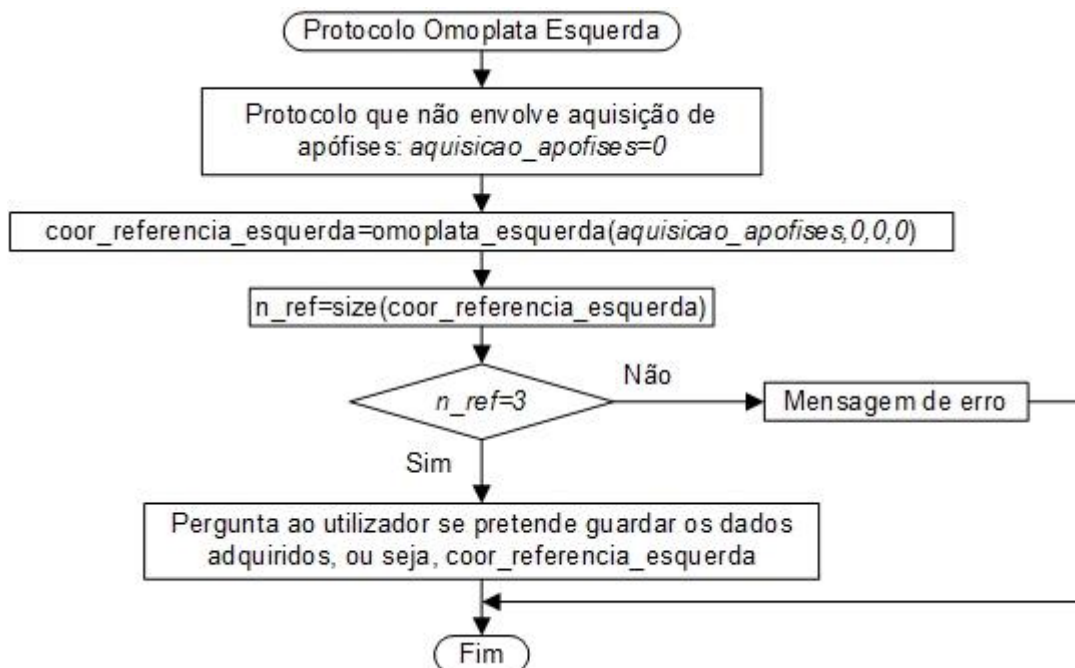 Protocolo Omoplata Esquerda
Protocolo que não envolve aquisição de
apófises: aquisicao_apofises=0
coor_referencia_esquerda=omoplata_esquerda(aquisicao_apofises,0,0,0)
n_ref=size(coor_referencia_esquerda)
n_ref=3
Não
Mensagem de erro
Sim
Pergunta ao utilizador se pretende guardar os dados
adquiridos, ou seja, coor_referencia_esquerda
Fim